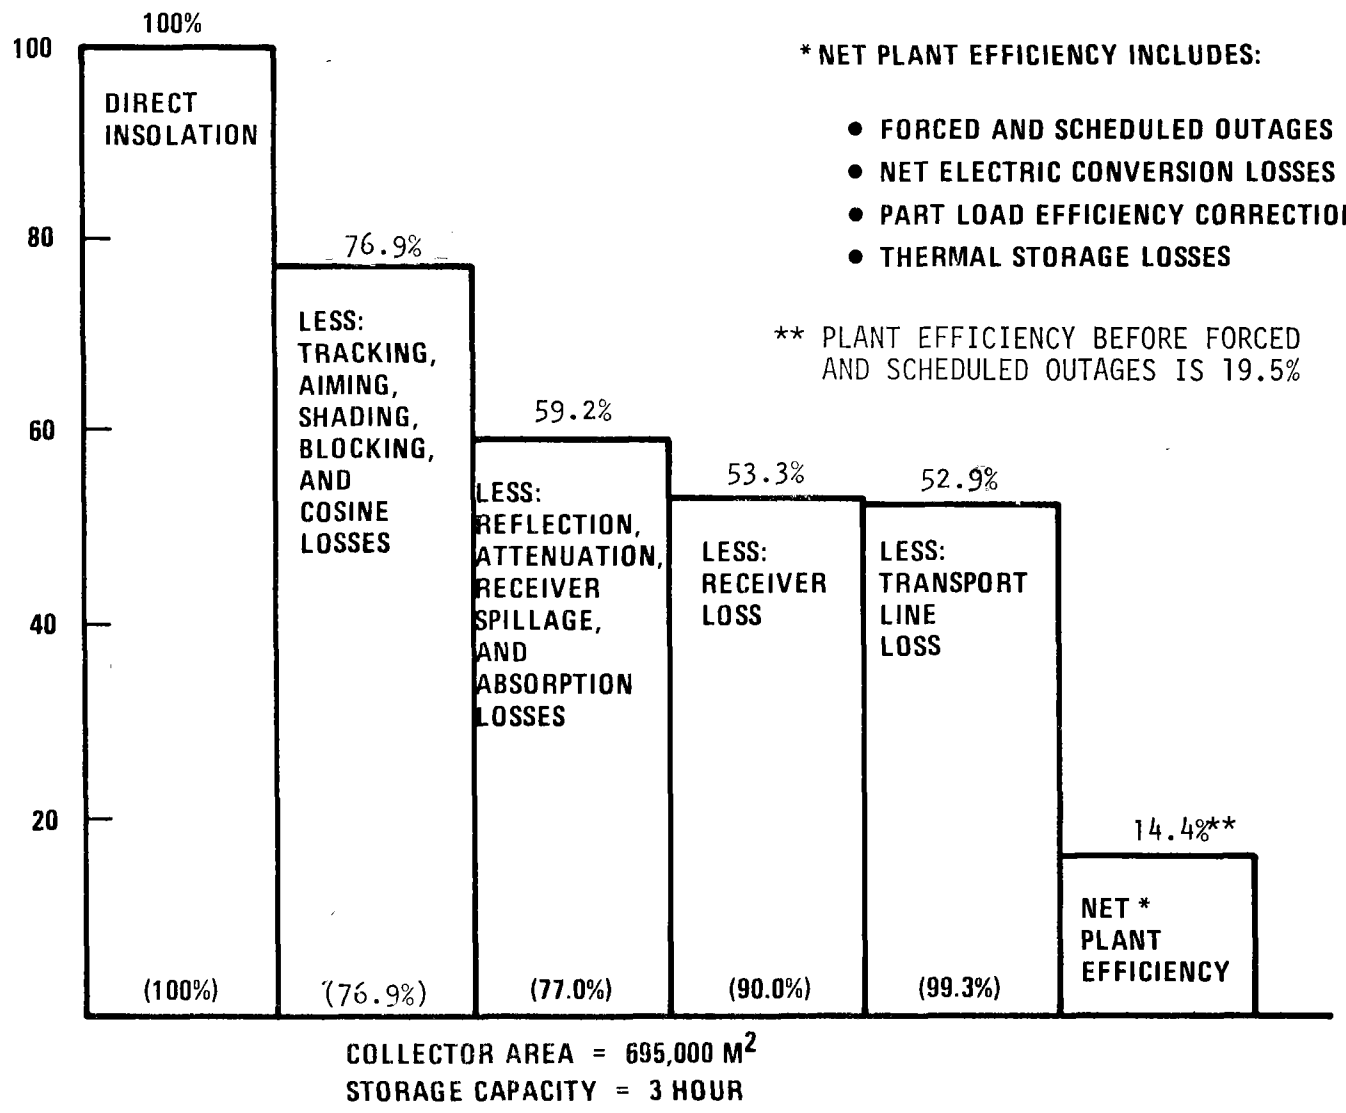 100%
100
DIRECT
INSOLATION
* NET PLANT EFFICIENCY INCLUDES:
● FORCED AND SCHEDULED OUTAGES
● NET ELECTRIC CONVERSION LOSSES
● PART LOAD EFFICIENCY CORRECTIO
● THERMAL STORAGE LOSSES
** PLANT EFFICIENCY BEFORE FORCED
AND SCHEDULED OUTAGES IS 19.5%
80
76.9%
LESS:
TRACKING,
AIMING,
SHADING,
BLOCKING,
AND
COSINE
LOSSES
60
59.2%
LESS:
REFLECTION,
ATTENUATION,
RECEIVER
SPILLAGE,
AND
ABSORPTION
LOSSES
53.3%
LESS:
RECEIVER
LOSS
52.9%
LESS:
TRANSPORT
LINE
LOSS
40
20
14.4%**
NET *
PLANT
EFFICIENCY
(100%)
(76.9%)
(77.0%)
(90.0%)
(99.3%)
COLLECTOR AREA = 695,000 M²
STORAGE CAPACITY = 3 HOUR